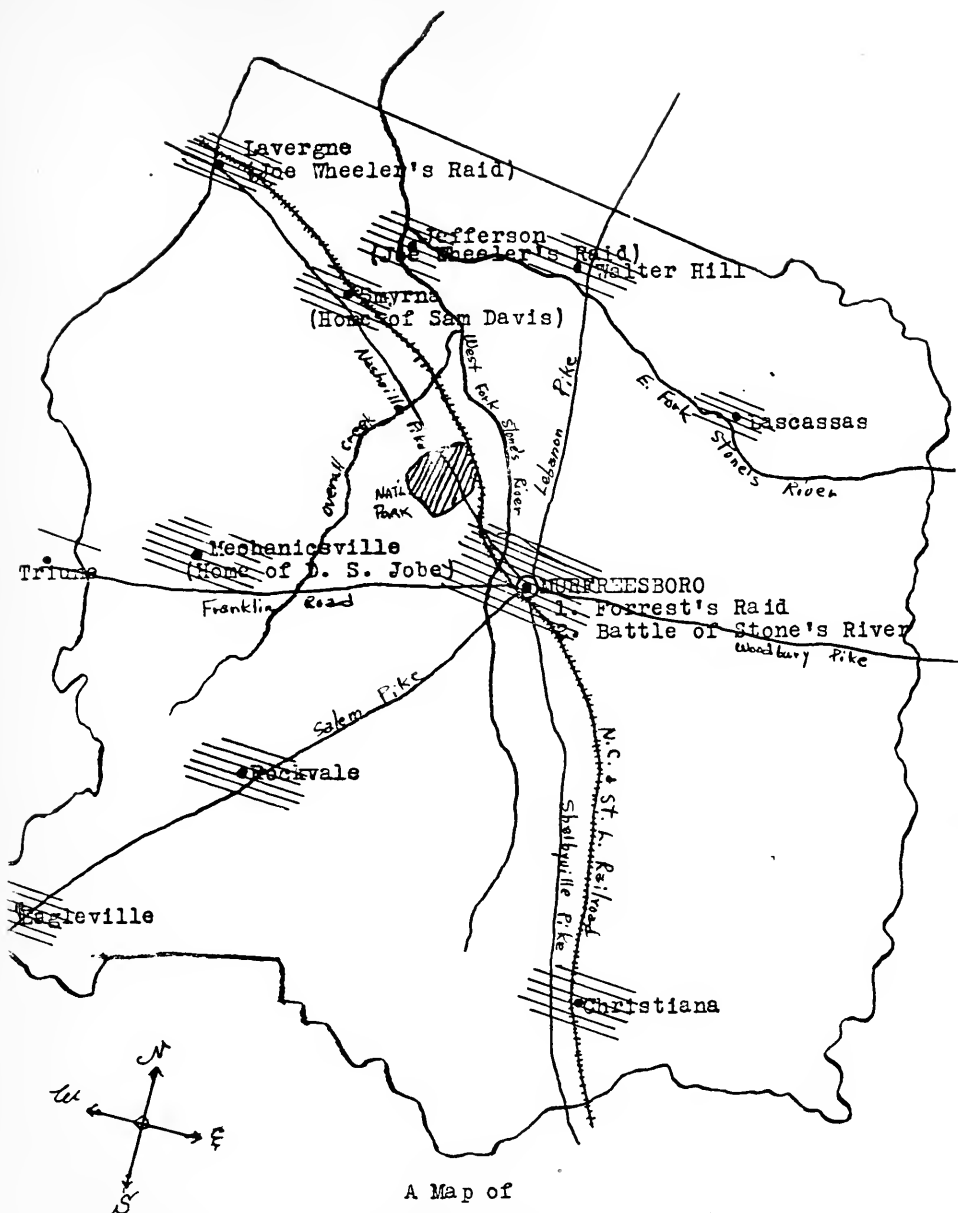 Lavergne
(Joe Wheeler's Raid)
Jefferson
(Joe Wheeler's Raid)
Walter Hill
Smyrna
(Home of Sam Davis)
Nashville Pike
West Fork Stone's River
Lebanon Pike
E. Fork Stone's River
Lascassas
Overall Creek
NAT'L
PARK
Mechanicsville
(Home of D. S. Jobe)
Triune
Franklin Road
MURFREESBORO
1. Forrest's Raid
2. Battle of Stone's River
Woodbury Pike
Salem Pike
Rockvale
N.C. & St. L. Railroad
Shelbyville Pike
Eagleville
Christiana
N
W
E
S
A Map of